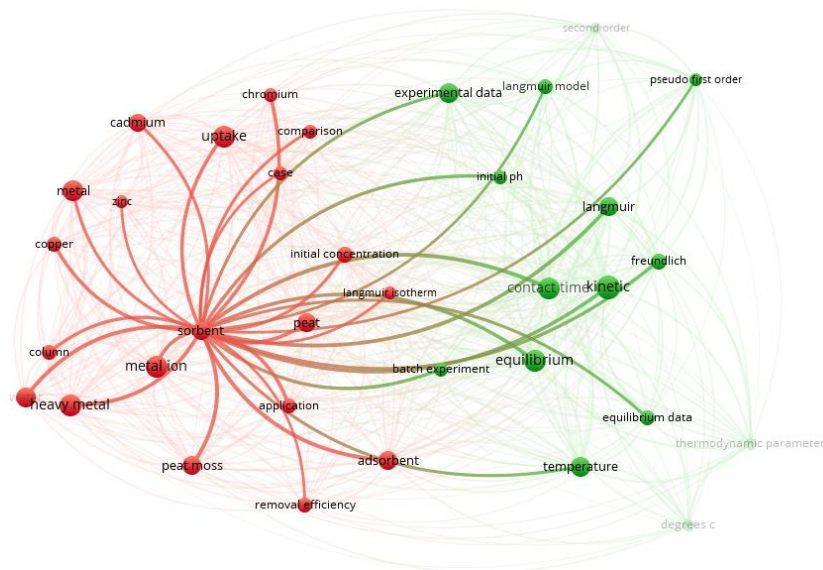 second order
pseudo first order
langmuir model
experimental data
chromium
cadmium
uptake
comparison
case
initial ph
metal
zinc
langmuir
copper
initial concentration
freundlich
contact time
kinetic
langmuir isotherm
peat
sorbent
column
equilibrium
metal ion
batch experiment
heavy metal
application
equilibrium data
thermodynamic parameter
adsorbent
peat moss
temperature
removal efficiency
degrees c